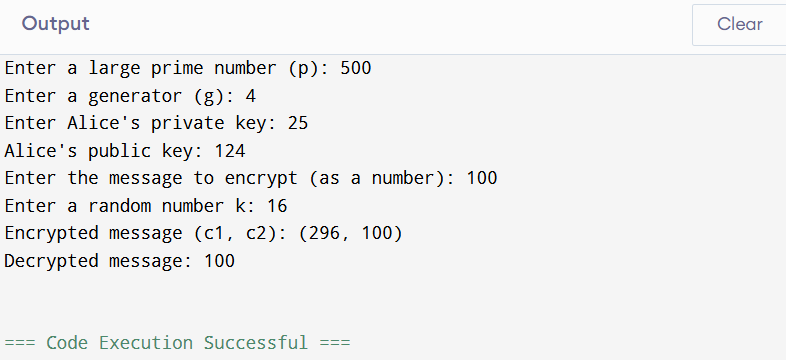 Output
Clear
Enter a large prime number (p): 500
Enter a generator (g): 4
Enter Alice's private key: 25
Alice's public key: 124
Enter the message to encrypt (as a number): 100
Enter a random number k: 16
Encrypted message (c1, c2): (296, 100)
Decrypted message: 100
=== Code Execution Successful ===